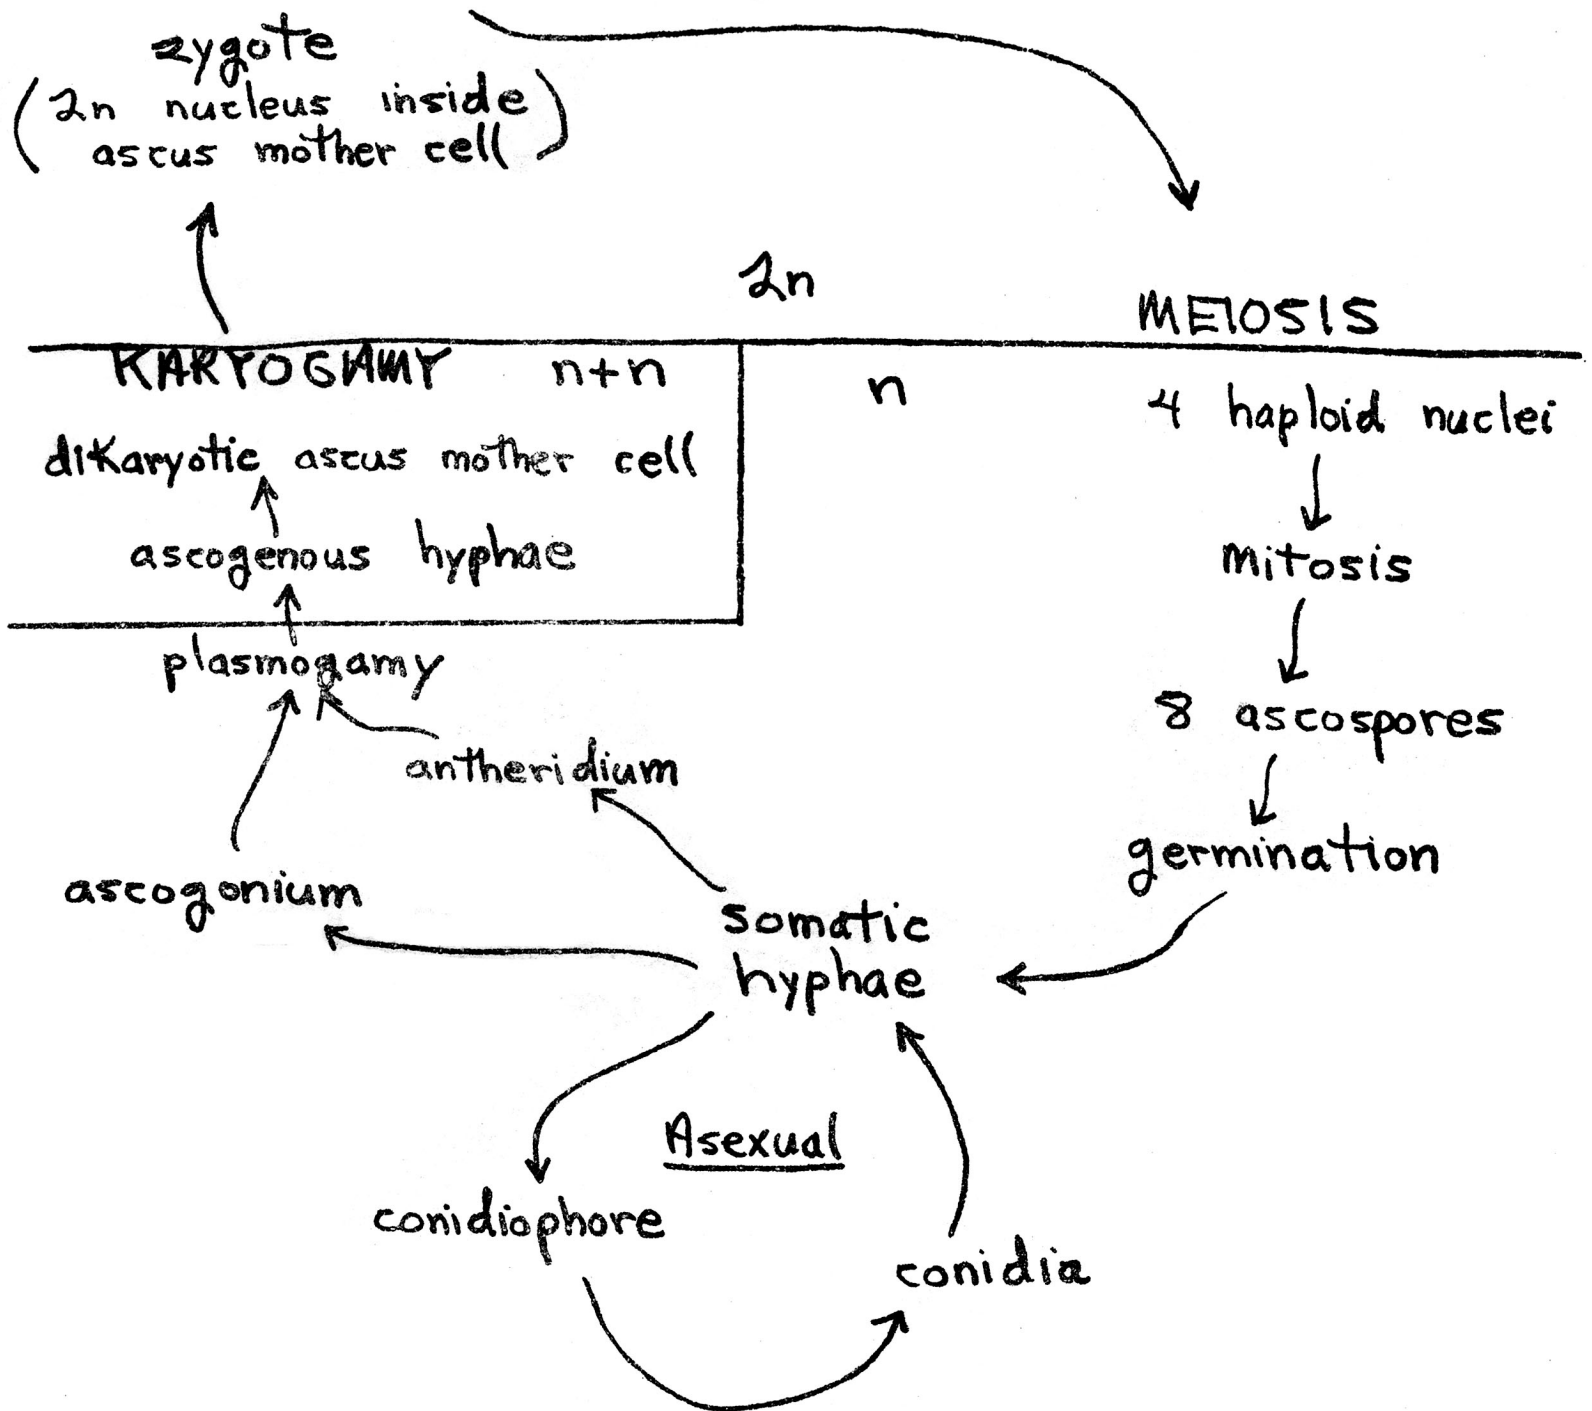 zygote
(2n nucleus inside
ascus mother cell)
2n
MEIOSIS
KARYOGAMY n+n
n
4 haploid nuclei
dikaryotic ascus mother cell
ascogenous hyphae
mitosis
plasmogamy
8 ascospores
antheridium
germination
ascogonium
somatic
hyphae
Asexual
conidiophore
conidia